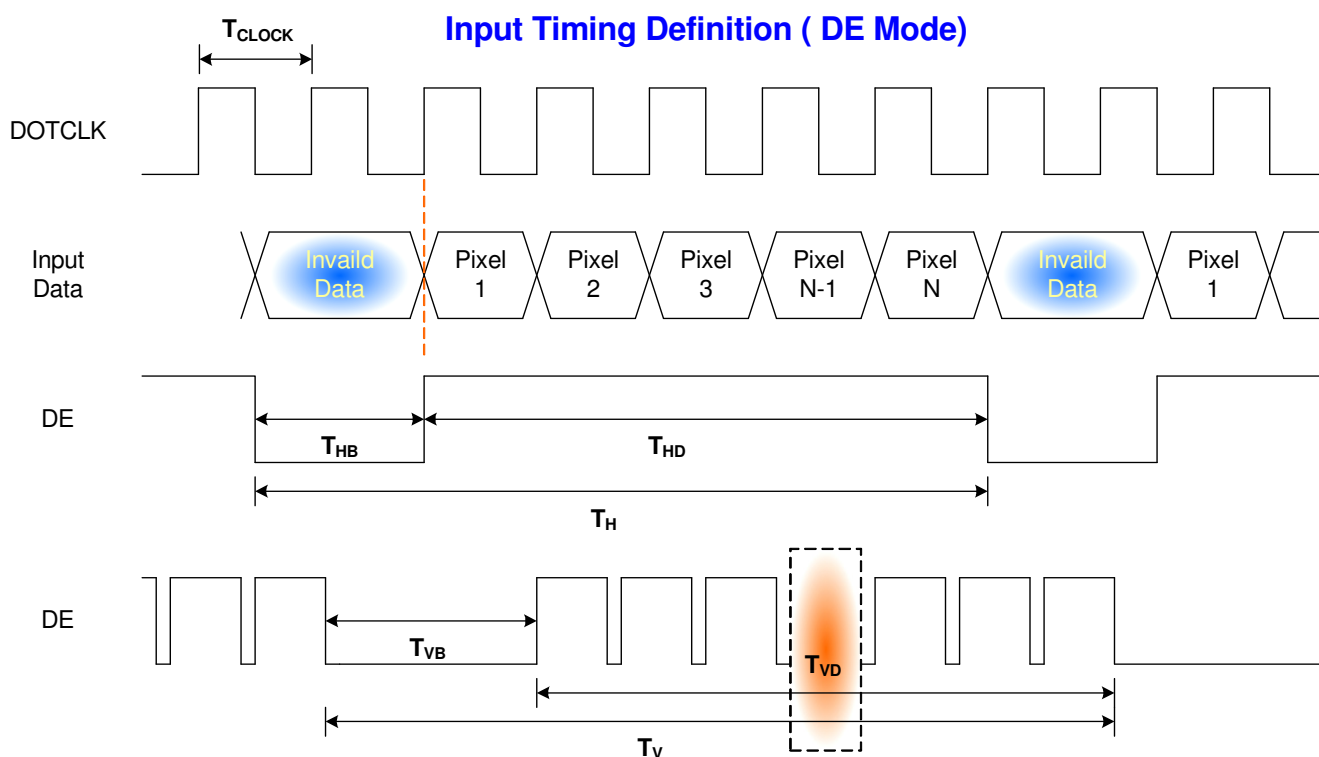 Input Timing Definition ( DE Mode)
TCLOCK
DOTCLK
Input
Data
Invaild
Data
Pixel
1
Pixel
2
Pixel
3
Pixel
N-1
Pixel
N
Invaild
Data
Pixel
1
DE
THB
THD
TH
DE
TVB
TVD
TV